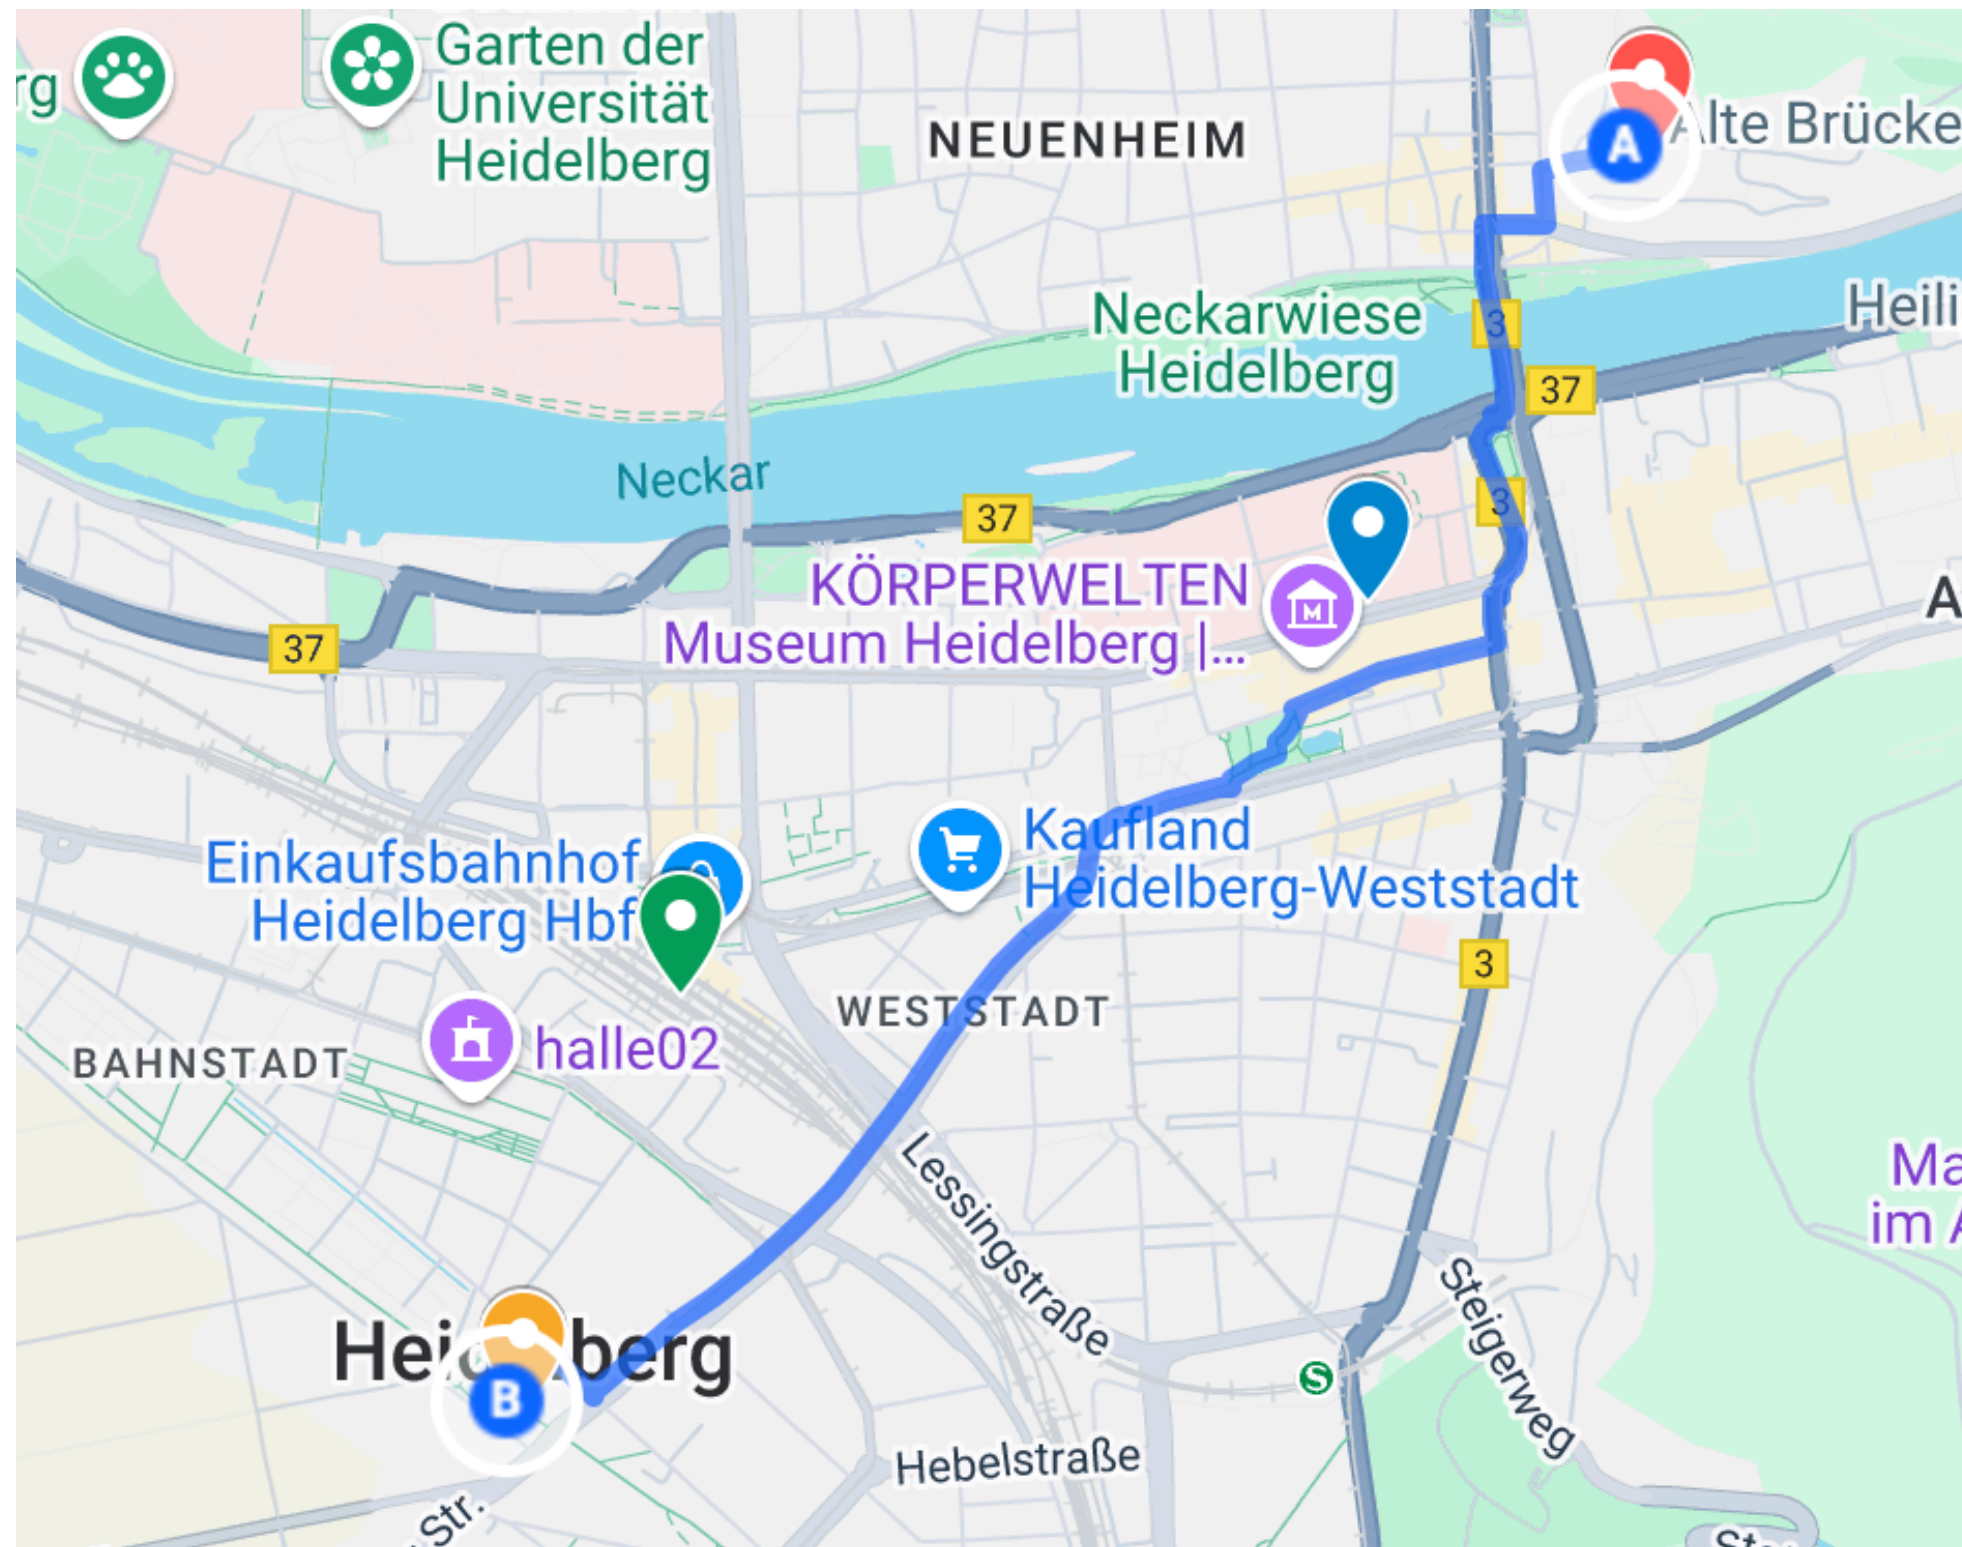 Garten der
Universität
Heidelberg
rg
NEUENHEIM
A
Alte Brücke
Neckarwiese
Heidelberg
3
Heili
37
Neckar
37
3
KÖRPERWELTEN
Museum Heidelberg |...
M
A
37
Einkaufsbahnhof
Heidelberg Hbf
Kaufland
Heidelberg-Weststadt
3
WESTSTADT
halle02
BAHNSTADT
Lessingstraße
Ma
im A
Steigerweg
B
S
Hebelstraße
Str.